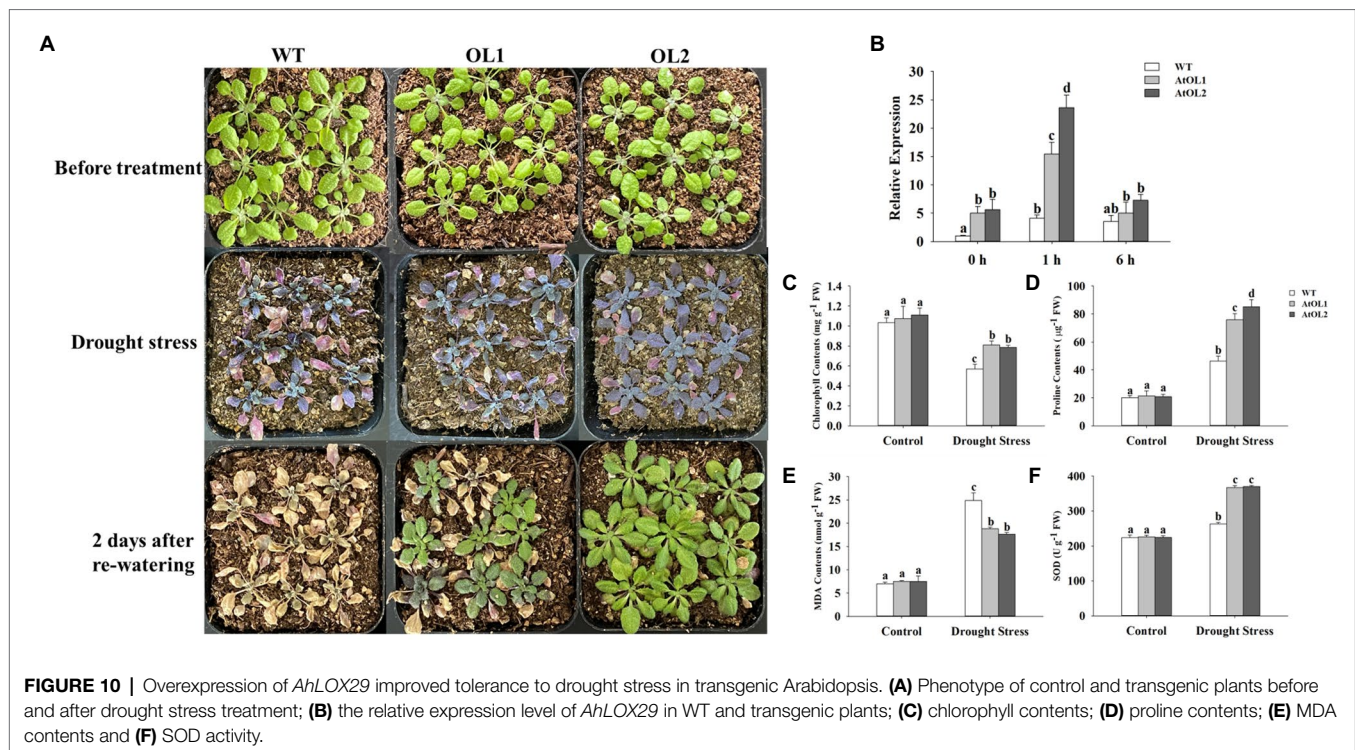 A
WT
OL1
OL2
Before treatment
Drought stress
2 days after
re-watering
B
WT
AtOL1
AtOL2
Relative Expression
30
25
20
15
10
5
0
a
b
b
b
c
d
ab
b
b
0 h
1 h
6 h
C
Chlorophyll Contents (mg g-1 FW)
1.4
1.2
1.0
0.8
0.6
0.4
0.2
0.0
a
a
a
c
b
b
Control
Drought Stress
D
WT
AtOL1
AtOL2
Proline Contents ( µg-1 FW)
100
80
60
40
20
0
a
a
a
b
c
d
Control
Drought Stress
E
MDA Contents (nmol g-1 FW)
30
25
20
15
10
5
0
a
a
a
c
b
b
Control
Drought Stress
F
SOD (U g-1 FW)
400
300
200
100
0
a
a
a
b
c
c
Control
Drought Stress
FIGURE 10 | Overexpression of AhLOX29 improved tolerance to drought stress in transgenic Arabidopsis. (A) Phenotype of control and transgenic plants before
and after drought stress treatment; (B) the relative expression level of AhLOX29 in WT and transgenic plants; (C) chlorophyll contents; (D) proline contents; (E) MDA
contents and (F) SOD activity.